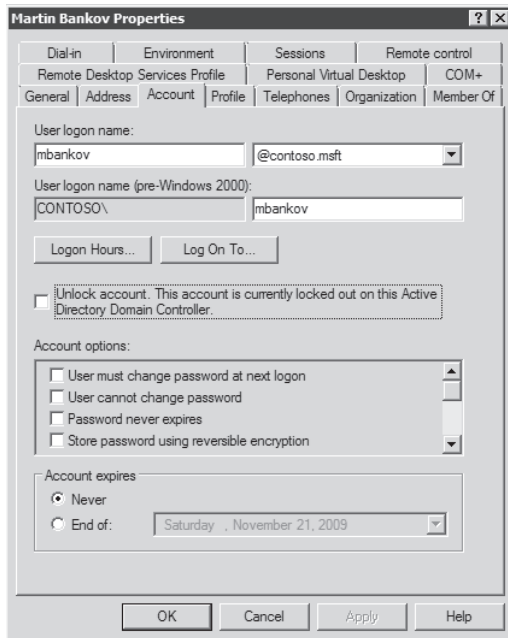 Martin Bankov Properties
Dial-in Environment Sessions Remote control
Remote Desktop Services Profile Personal Virtual Desktop COM+
General Address Account Profile Telephones Organization Member Of
User logon name:
mbankov @contoso.msft
User logon name (pre-Windows 2000):
CONTOSO\ mbankov
Logon Hours... Log On To...
Unlock account. This account is currently locked out on this Active
Directory Domain Controller.
Account options:
User must change password at next logon
User cannot change password
Password never expires
Store password using reversible encryption
Account expires
Never
End of: Saturday , November 21, 2009
OK Cancel Apply Help